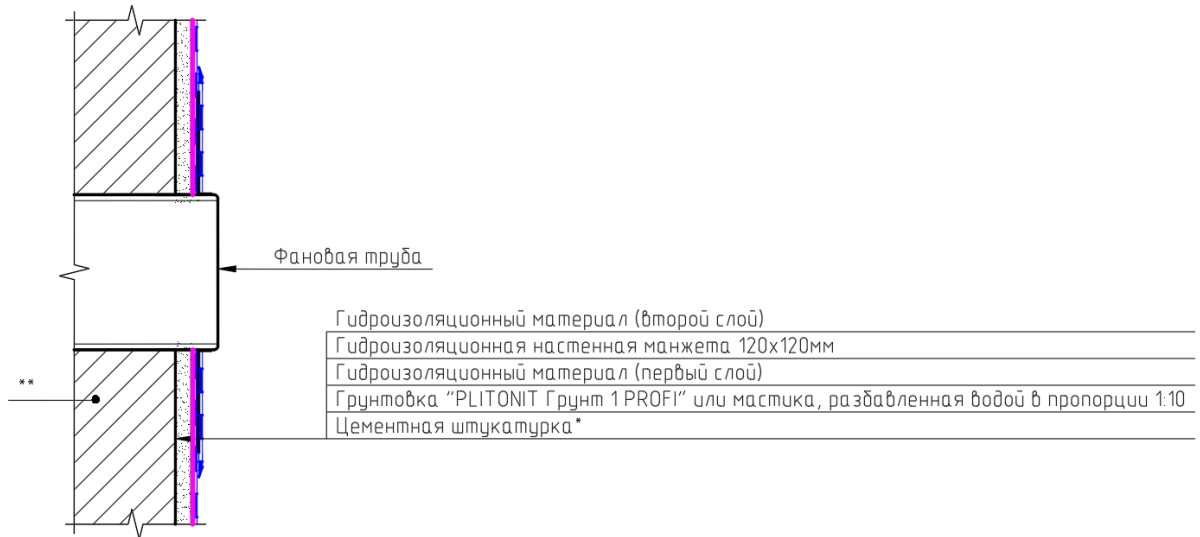 Фановая труба
Гидроизоляционный материал (второй слой)
Гидроизоляционная настенная манжета 120х120мм
Гидроизоляционный материал (первый слой)
Грунтовка "PLITONIT Грунт 1 PROFI" или мастика, разбавленная водой в пропорции 1:10
**
Цементная штукатурка*